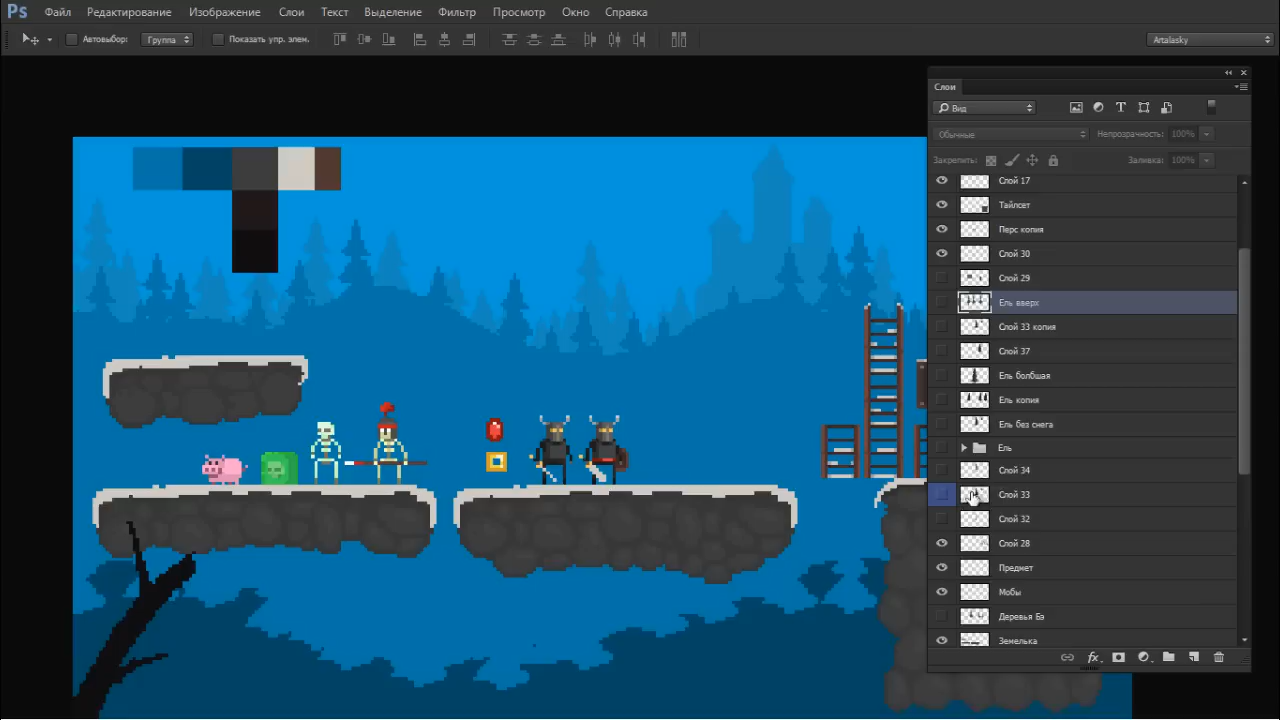 Ps Файл Редактирование Изображение Слои Текст Выделение Фильтр Просмотр Окно Справка
Автовыбор: Группа Показать упр. элем. Artalasky
Слои
Вид
Обычные Непрозрачность: 100%
Закрепить: Заливка: 100%
Слой 17
Тайлсет
Перс копия
Слой 30
Слой 29
Ель вверх
Слой 33 копия
Слой 37
Ель болбшая
Ель копия
Ель без снега
Ель
Слой 34
Слой 33
Слой 32
Слой 28
Предмет
Мобы
Деревья Бэ
Земелька
fx